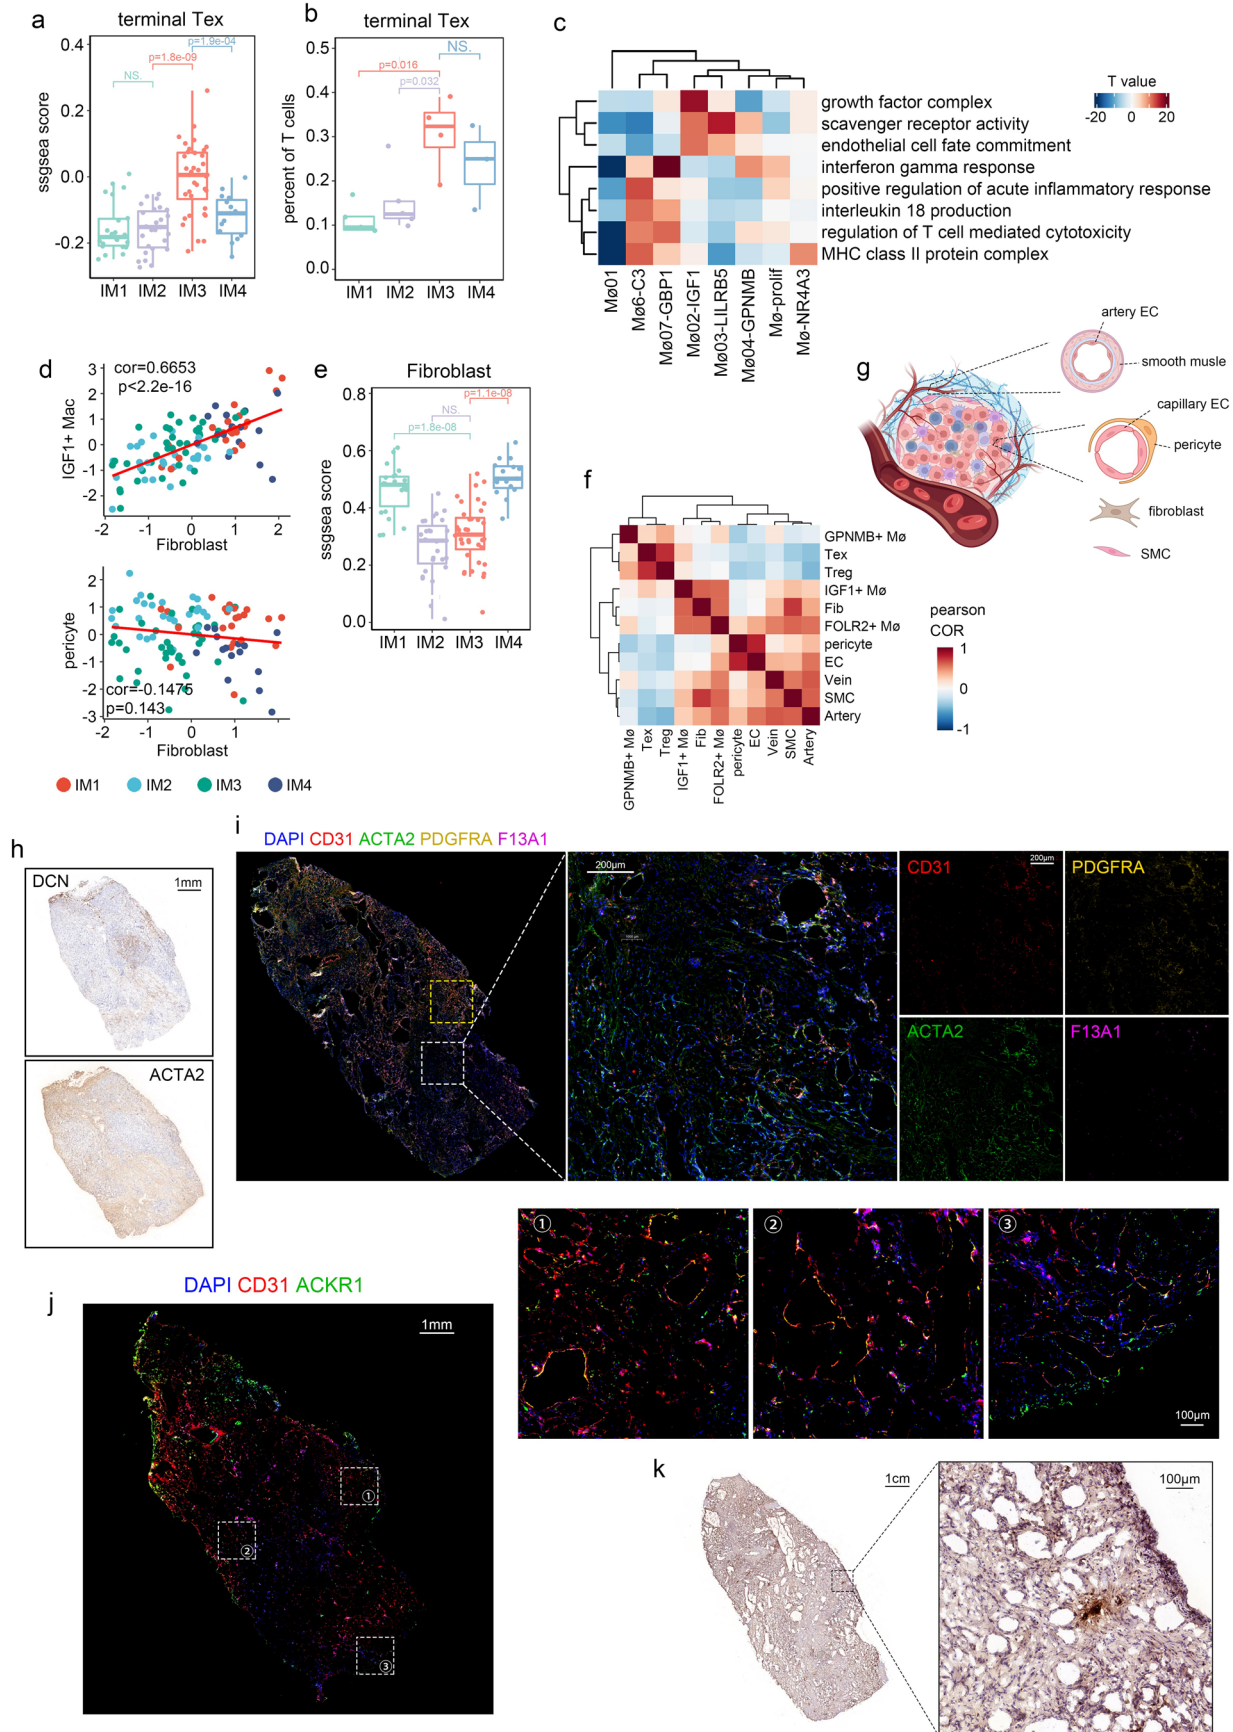 a
terminal Tex
ssgsea score
0.4
0.2
0.0
-0.2
NS.
p=1.8e-09
p=1.9e-04
IM1 IM2 IM3 IM4
b
terminal Tex
percent of T cells
0.5
0.4
0.3
0.2
0.1
0.0
NS.
p=0.016
p=0.032
IM1 IM2 IM3 IM4
c
T value
-20 0 20
growth factor complex
scavenger receptor activity
endothelial cell fate commitment
interferon gamma response
positive regulation of acute inflammatory response
interleukin 18 production
regulation of T cell mediated cytotoxicity
MHC class II protein complex
Mø01
Mø6-C3
Mø07-GBP1
Mø02-IGF1
Mø03-LILRB5
Mø04-GPNMB
Mø-prolif
Mø-NR4A3
d
cor=0.6653
p<2.2e-16
IGF1+ Mac
3
2
1
0
-1
-2
-2 -1 0 1 2
Fibroblast
pericyte
2
1
0
-1
-2
-3
cor=-0.1475
p=0.143
-2 -1 0 1 2
Fibroblast
IM1 IM2 IM3 IM4
e
Fibroblast
ssgsea score
0.8
0.6
0.4
0.2
0.0
p=1.1e-08
NS.
p=1.8e-08
IM1 IM2 IM3 IM4
f
GPNMB+ Mø
Tex
Treg
IGF1+ Mø
Fib
FOLR2+ Mø
pericyte
EC
Vein
SMC
Artery
GPNMB+ Mø
Tex
Treg
IGF1+ Mø
Fib
FOLR2+ Mø
pericyte
EC
Vein
SMC
Artery
pearson
COR
1
0
-1
g
artery EC
smooth musle
capillary EC
pericyte
fibroblast
SMC
h
DCN
1mm
ACTA2
i
DAPI CD31 ACTA2 PDGFRA F13A1
200μm
CD31
200μm
PDGFRA
ACTA2
F13A1
j
DAPI CD31 ACKR1
1mm
①
②
③
①
②
③
100μm
k
1cm
100μm